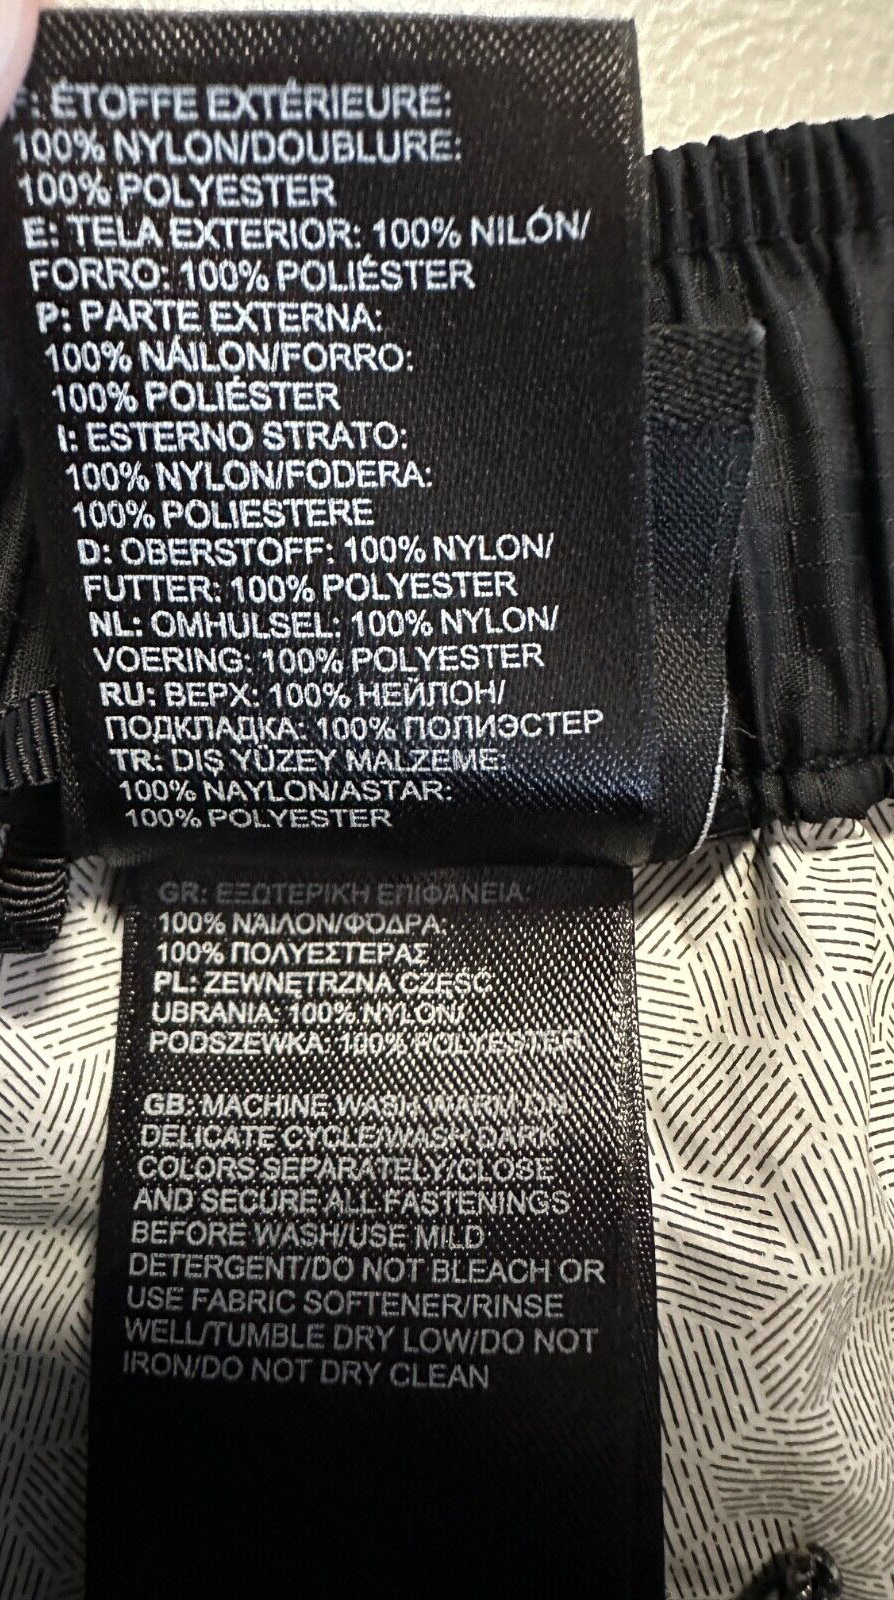 F: ÉTOFFE EXTÉRIEURE:
100% NYLON/DOUBLURE:
100% POLYESTER
E: TELA EXTERIOR: 100% NILÓN/
FORRO: 100% POLIÉSTER
P: PARTE EXTERNA:
100% NÁILON/FORRO:
100% POLIÉSTER
I: ESTERNO STRATO:
100% NYLON/FODERA:
100% POLIESTERE
D: OBERSTOFF: 100% NYLON/
FUTTER: 100% POLYESTER
NL: OMHULSEL: 100% NYLON/
VOERING: 100% POLYESTER
RU: ВЕРХ: 100% НЕЙЛОН/
ПОДКЛАДКА: 100% ПОЛИЭСТЕР
TR: DIŞ YÜZEY MALZEME:
100% NAYLON/ASTAR:
100% POLYESTER
GR: ΕΞΩΤΕΡΙΚΗ ΕΠΙΦΑΝΕΙΑ:
100% ΝΑΙΛΟΝ/ΦΟΔΡΑ:
100% ΠΟΛΥΕΣΤΕΡΑΣ
PL: ZEWNĘTRZNA CZĘŚĆ
UBRANIA: 100% NYLON/
PODSZEWKA: 100% POLYESTER
GB: MACHINE WASH WARM ON
DELICATE CYCLE/WASH DARK
COLORS SEPARATELY/CLOSE
AND SECURE ALL FASTENINGS
BEFORE WASH/USE MILD
DETERGENT/DO NOT BLEACH OR
USE FABRIC SOFTENER/RINSE
WELL/TUMBLE DRY LOW/DO NOT
IRON/DO NOT DRY CLEAN